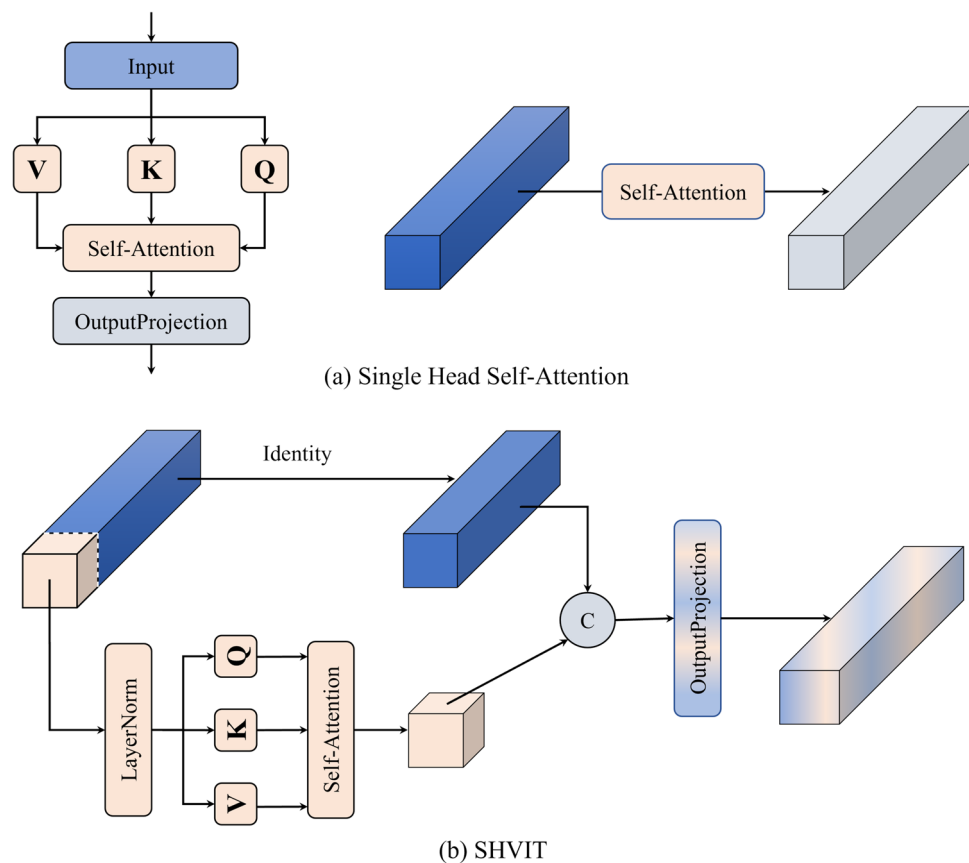 Input
V
K
Q
Self-Attention
OutputProjection
Self-Attention
(a) Single Head Self-Attention
Identity
LayerNorm
Q
K
V
Self-Attention
C
OutputProjection
(b) SHVIT